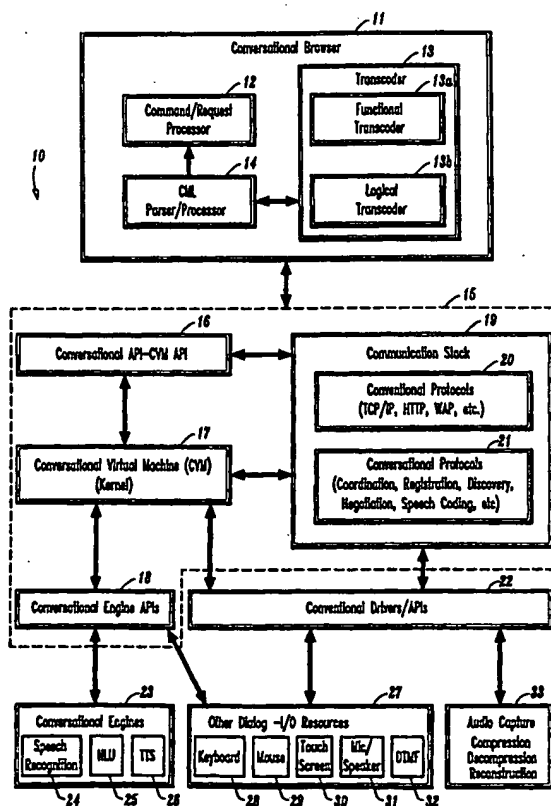 11
Conversational Browser
12
Command/Request
Processor
13
Transcoder
13a
Functional
Transcoder
10
14
CML
Parser/Processor
13b
Logical
Transcoder
15
16
Conversational API-CVM API
19
Communication Stack
20
Conventional Protocols
(TCP/IP, HTTP, WAP, etc.)
17
Conversational Virtual Machine (CVM)
(Kernel)
21
Conversational Protocols
(Coordination, Registration, Discovery,
Negotiation, Speech Coding, etc)
18
Conversational Engine APIs
22
Conventional Drivers/APIs
23
Conversational Engines
Speech
Recognition
NLU
TTS
24
25
26
27
Other Dialog -I/O Resources
Keyboard
Mouse
Touch
Screen
Mic/
Speaker
DTMF
28
29
30
31
32
33
Audio Capture
Compression
Decompression
Reconstruction